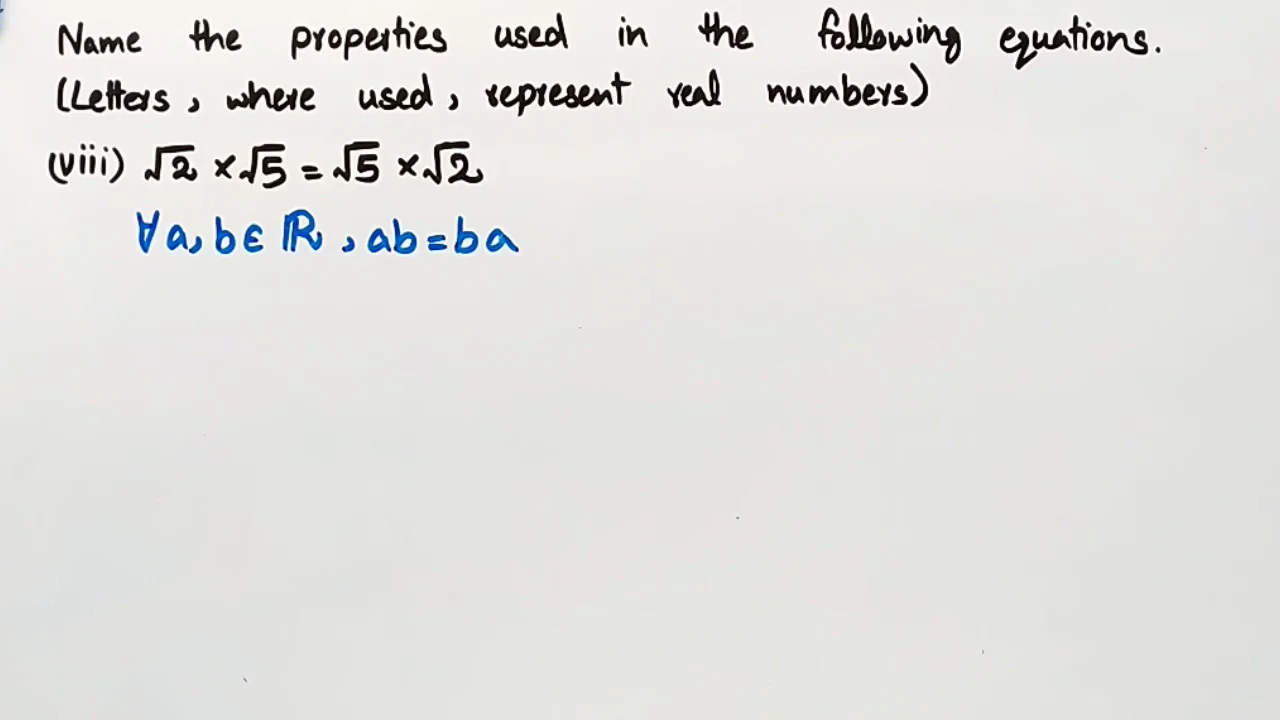 Name the properties used in the following equations.
(Letters, where used, represent real numbers)
(viii) √2 × √5 = √5 × √2
∀a, b ∈ ℝ, ab = ba